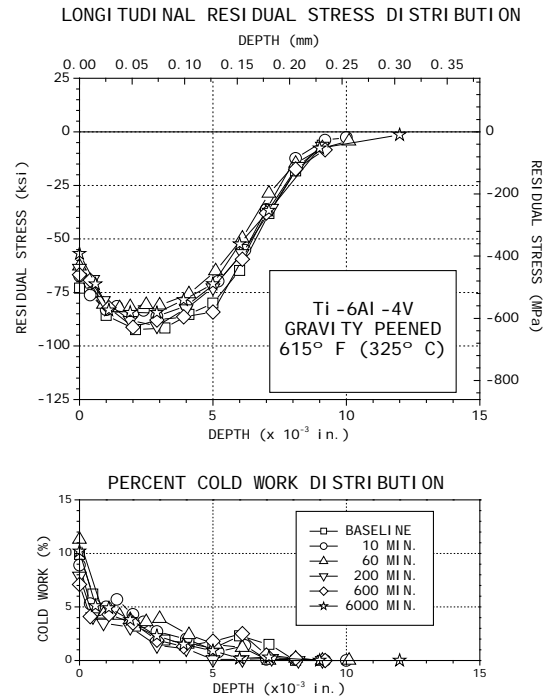 LONGITUDINAL RESIDUAL STRESS DISTRIBUTION
DEPTH (mm)
0.00 0.05 0.10 0.15 0.20 0.25 0.30 0.35
25
0
-25
-50
-75
-100
-125
RESIDUAL STRESS (ksi)
0
-200
-400
-600
-800
RESIDUAL STRESS (MPa)
Ti-6Al-4V
GRAVITY PEENED
615° F (325° C)
0 5 10 15
DEPTH (x 10⁻³ in.)
PERCENT COLD WORK DISTRIBUTION
15
10
5
0
COLD WORK (%)
BASELINE
10 MIN.
60 MIN.
200 MIN.
600 MIN.
6000 MIN.
0 5 10 15
DEPTH (x 10⁻³ in.)